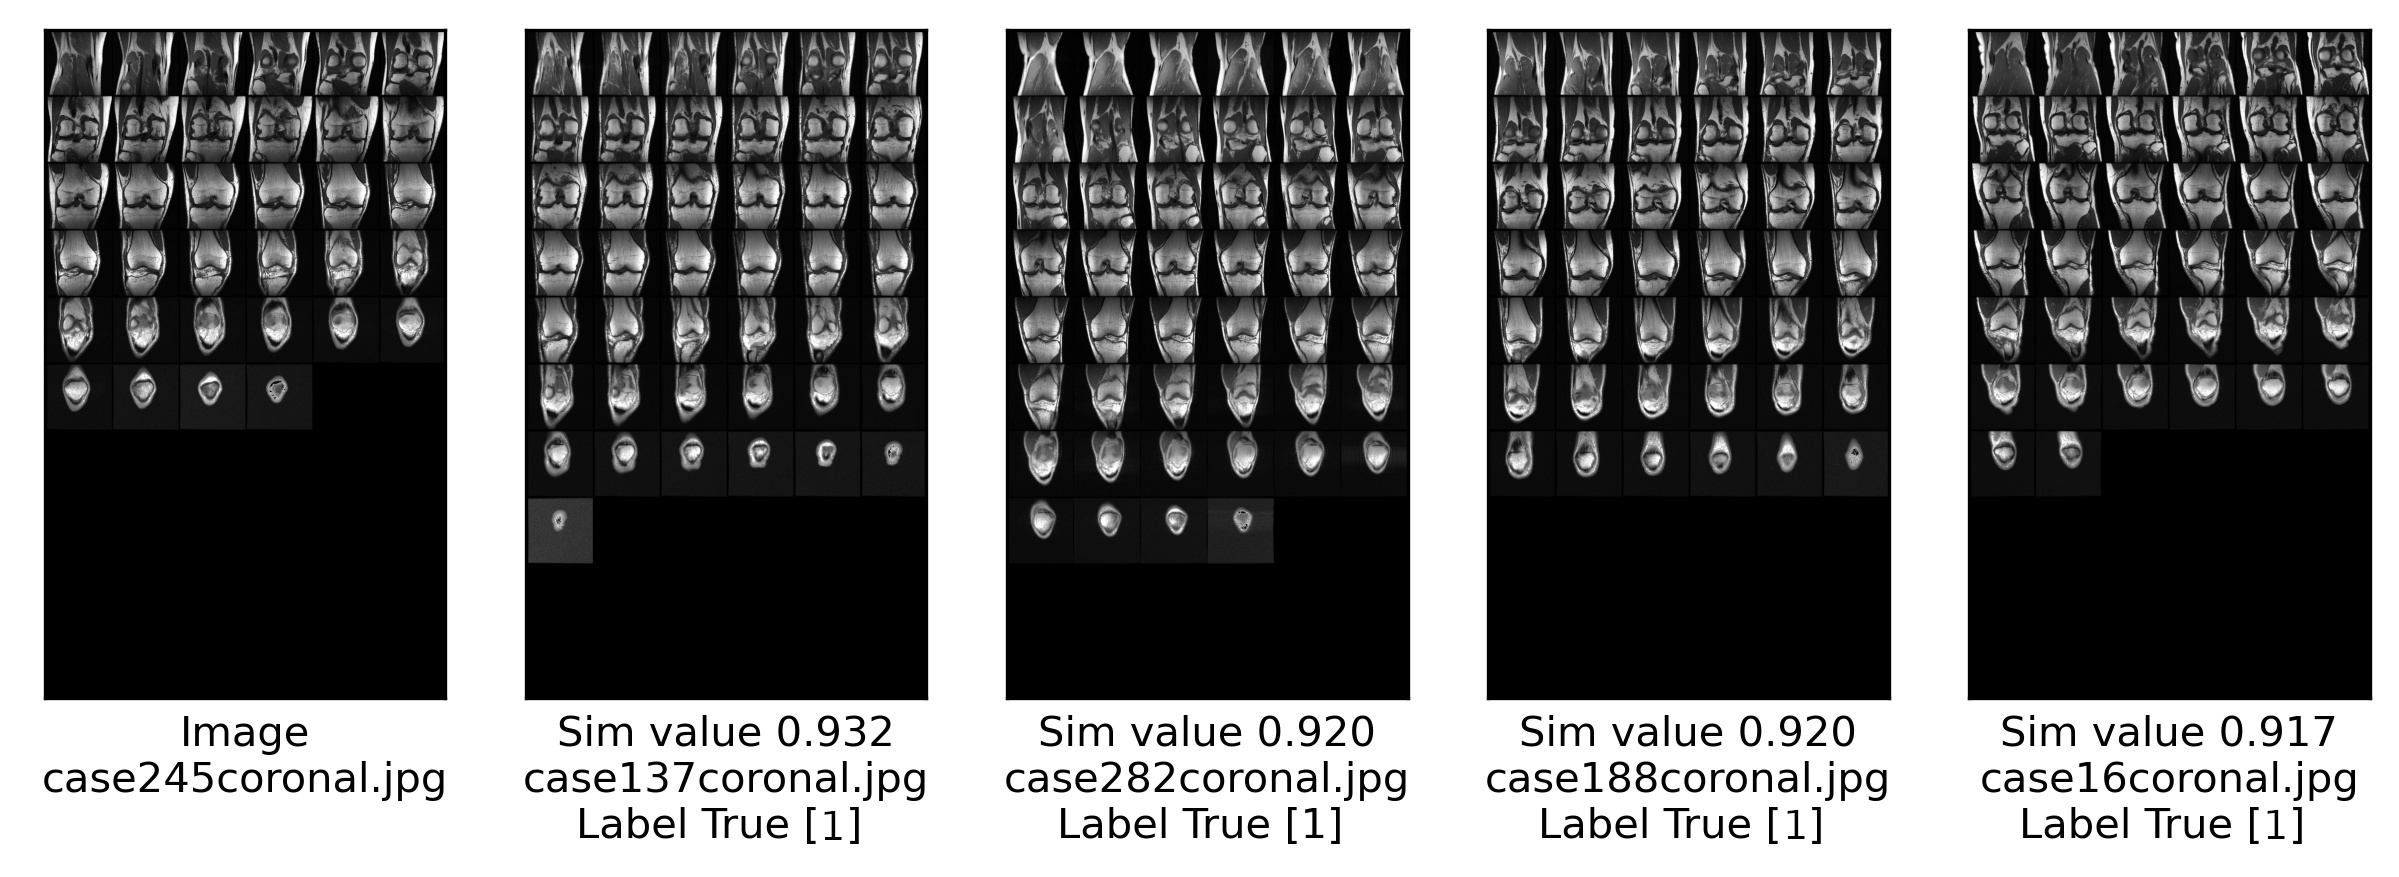 Image
case245coronal.jpg
Sim value 0.932
case137coronal.jpg
Label True [1]
Sim value 0.920
case282coronal.jpg
Label True [1]
Sim value 0.920
case188coronal.jpg
Label True [1]
Sim value 0.917
case16coronal.jpg
Label True [1]